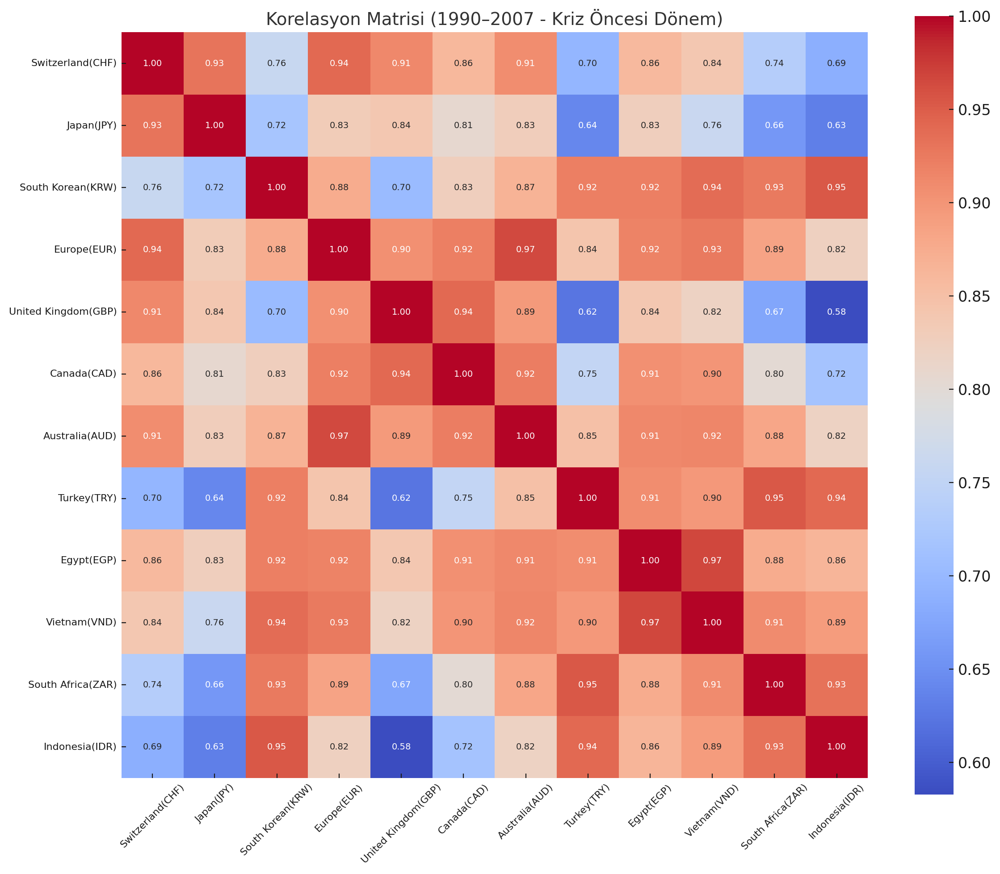 Korelasyon Matrisi (1990–2007 - Kriz Öncesi Dönem)
Switzerland(CHF) 1.00 0.93 0.76 0.94 0.91 0.86 0.91 0.70 0.86 0.84 0.74 0.69
Japan(JPY) 0.93 1.00 0.72 0.83 0.84 0.81 0.83 0.64 0.83 0.76 0.66 0.63
South Korean(KRW) 0.76 0.72 1.00 0.88 0.70 0.83 0.87 0.92 0.92 0.94 0.93 0.95
Europe(EUR) 0.94 0.83 0.88 1.00 0.90 0.92 0.97 0.84 0.92 0.93 0.89 0.82
United Kingdom(GBP) 0.91 0.84 0.70 0.90 1.00 0.94 0.89 0.62 0.84 0.82 0.67 0.58
Canada(CAD) 0.86 0.81 0.83 0.92 0.94 1.00 0.92 0.75 0.91 0.90 0.80 0.72
Australia(AUD) 0.91 0.83 0.87 0.97 0.89 0.92 1.00 0.85 0.91 0.92 0.88 0.82
Turkey(TRY) 0.70 0.64 0.92 0.84 0.62 0.75 0.85 1.00 0.91 0.90 0.95 0.94
Egypt(EGP) 0.86 0.83 0.92 0.92 0.84 0.91 0.91 0.91 1.00 0.97 0.88 0.86
Vietnam(VND) 0.84 0.76 0.94 0.93 0.82 0.90 0.92 0.90 0.97 1.00 0.91 0.89
South Africa(ZAR) 0.74 0.66 0.93 0.89 0.67 0.80 0.88 0.95 0.88 0.91 1.00 0.93
Indonesia(IDR) 0.69 0.63 0.95 0.82 0.58 0.72 0.82 0.94 0.86 0.89 0.93 1.00
Switzerland(CHF)
Japan(JPY)
South Korean(KRW)
Europe(EUR)
United Kingdom(GBP)
Canada(CAD)
Australia(AUD)
Turkey(TRY)
Egypt(EGP)
Vietnam(VND)
South Africa(ZAR)
Indonesia(IDR)
1.00
0.95
0.90
0.85
0.80
0.75
0.70
0.65
0.60